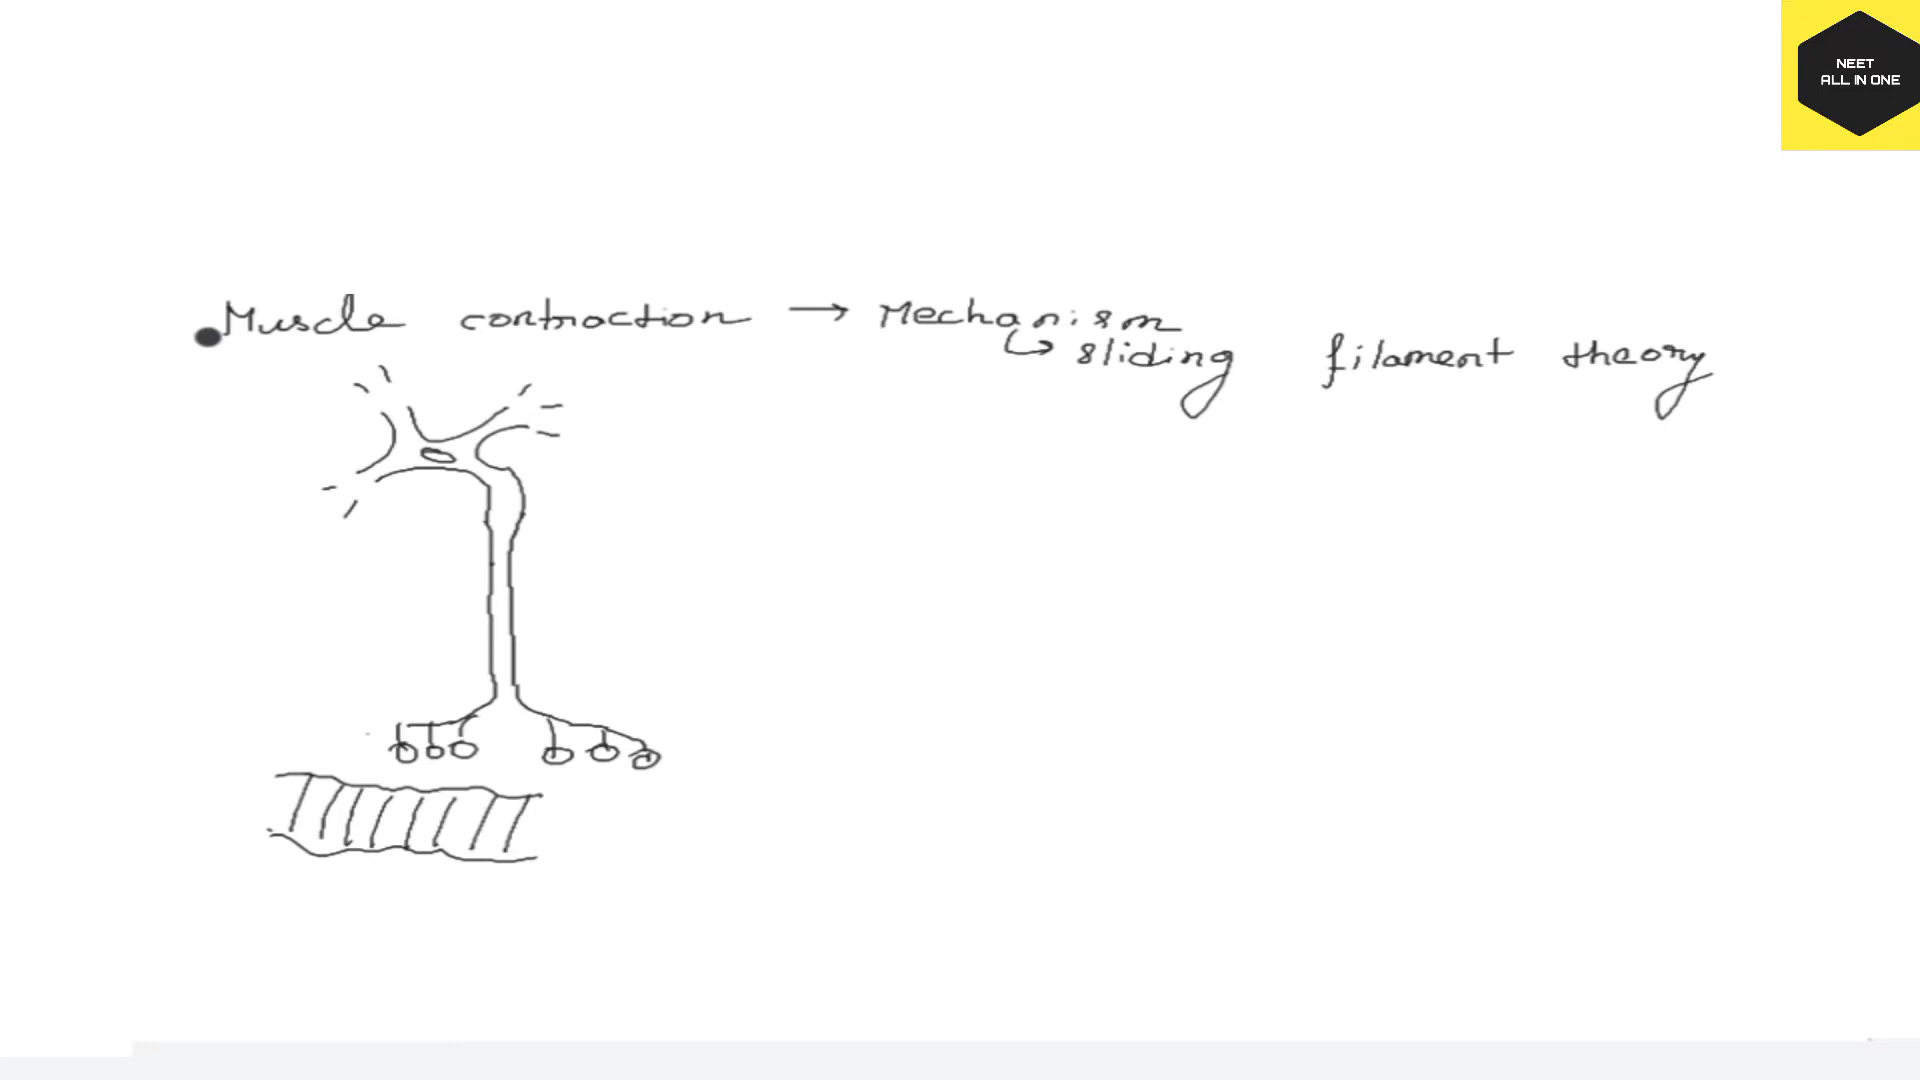 NEET
ALL IN ONE
Muscle contraction → Mechanism
↳ sliding filament theory